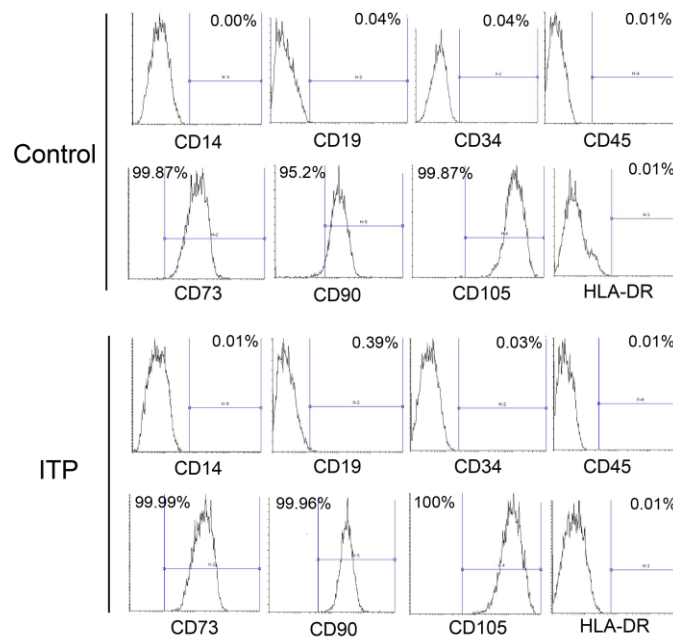 0.00% 0.04% 0.04% 0.01%
CD14 CD19 CD34 CD45
Control
99.87% 95.2% 99.87% 0.01%
CD73 CD90 CD105 HLA-DR
0.01% 0.39% 0.03% 0.01%
CD14 CD19 CD34 CD45
ITP
99.99% 99.96% 100% 0.01%
CD73 CD90 CD105 HLA-DR